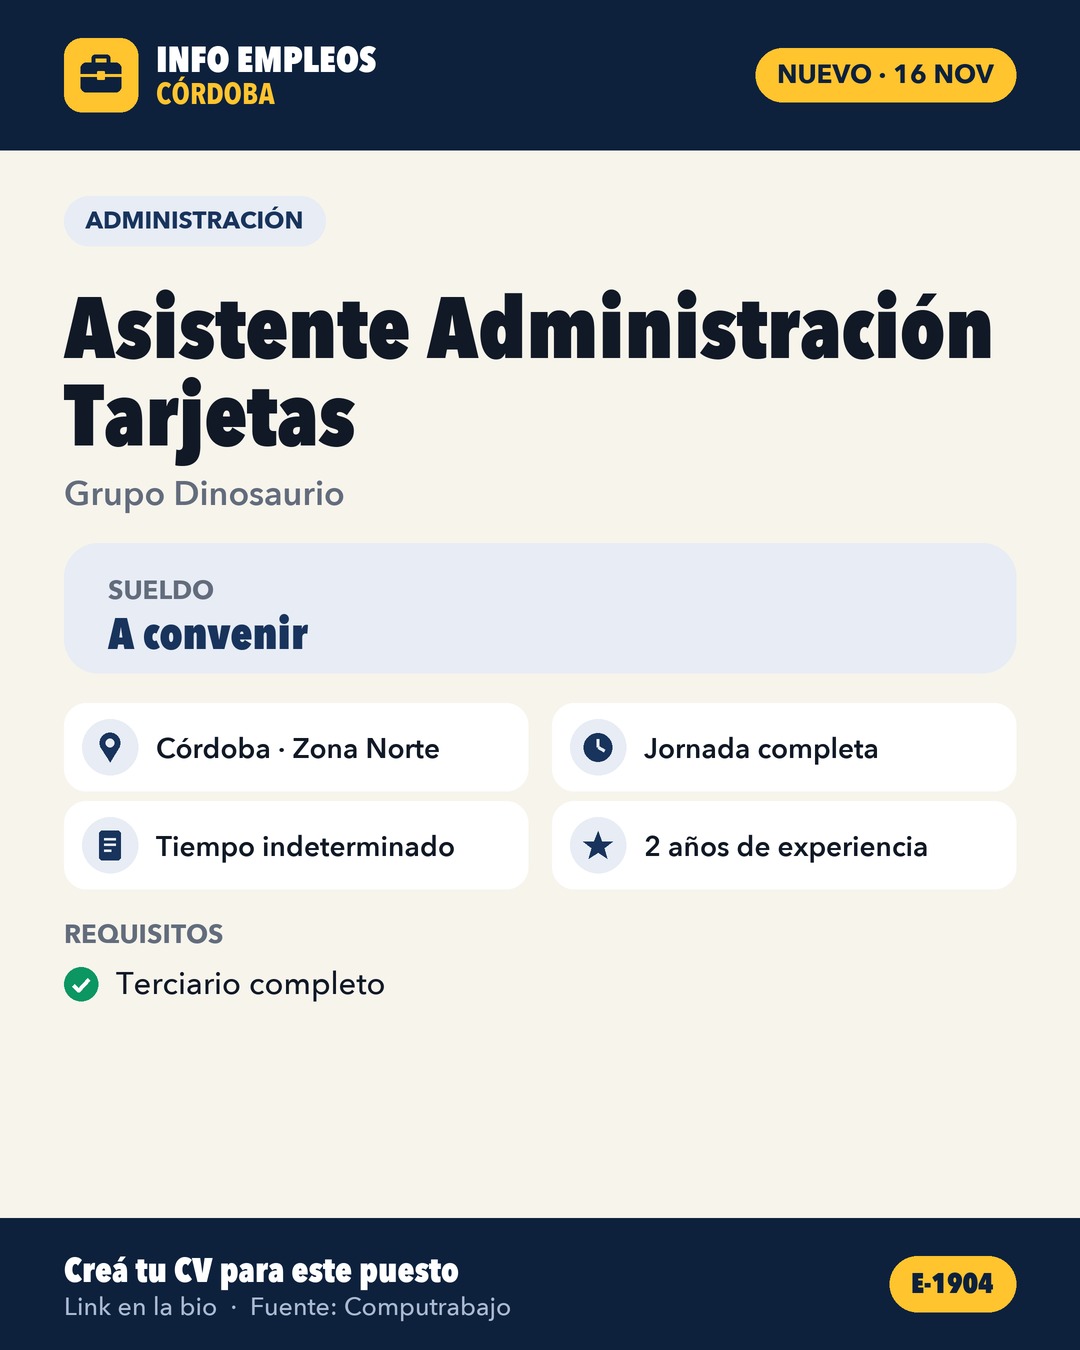 INFO EMPLEOS
CÓRDOBA
NUEVO · 16 NOV
ADMINISTRACIÓN
Asistente Administración
Tarjetas
Grupo Dinosaurio
SUELDO
A convenir
Córdoba · Zona Norte
Jornada completa
Tiempo indeterminado
2 años de experiencia
REQUISITOS
Terciario completo
Creá tu CV para este puesto
Link en la bio · Fuente: Computrabajo
E-1904